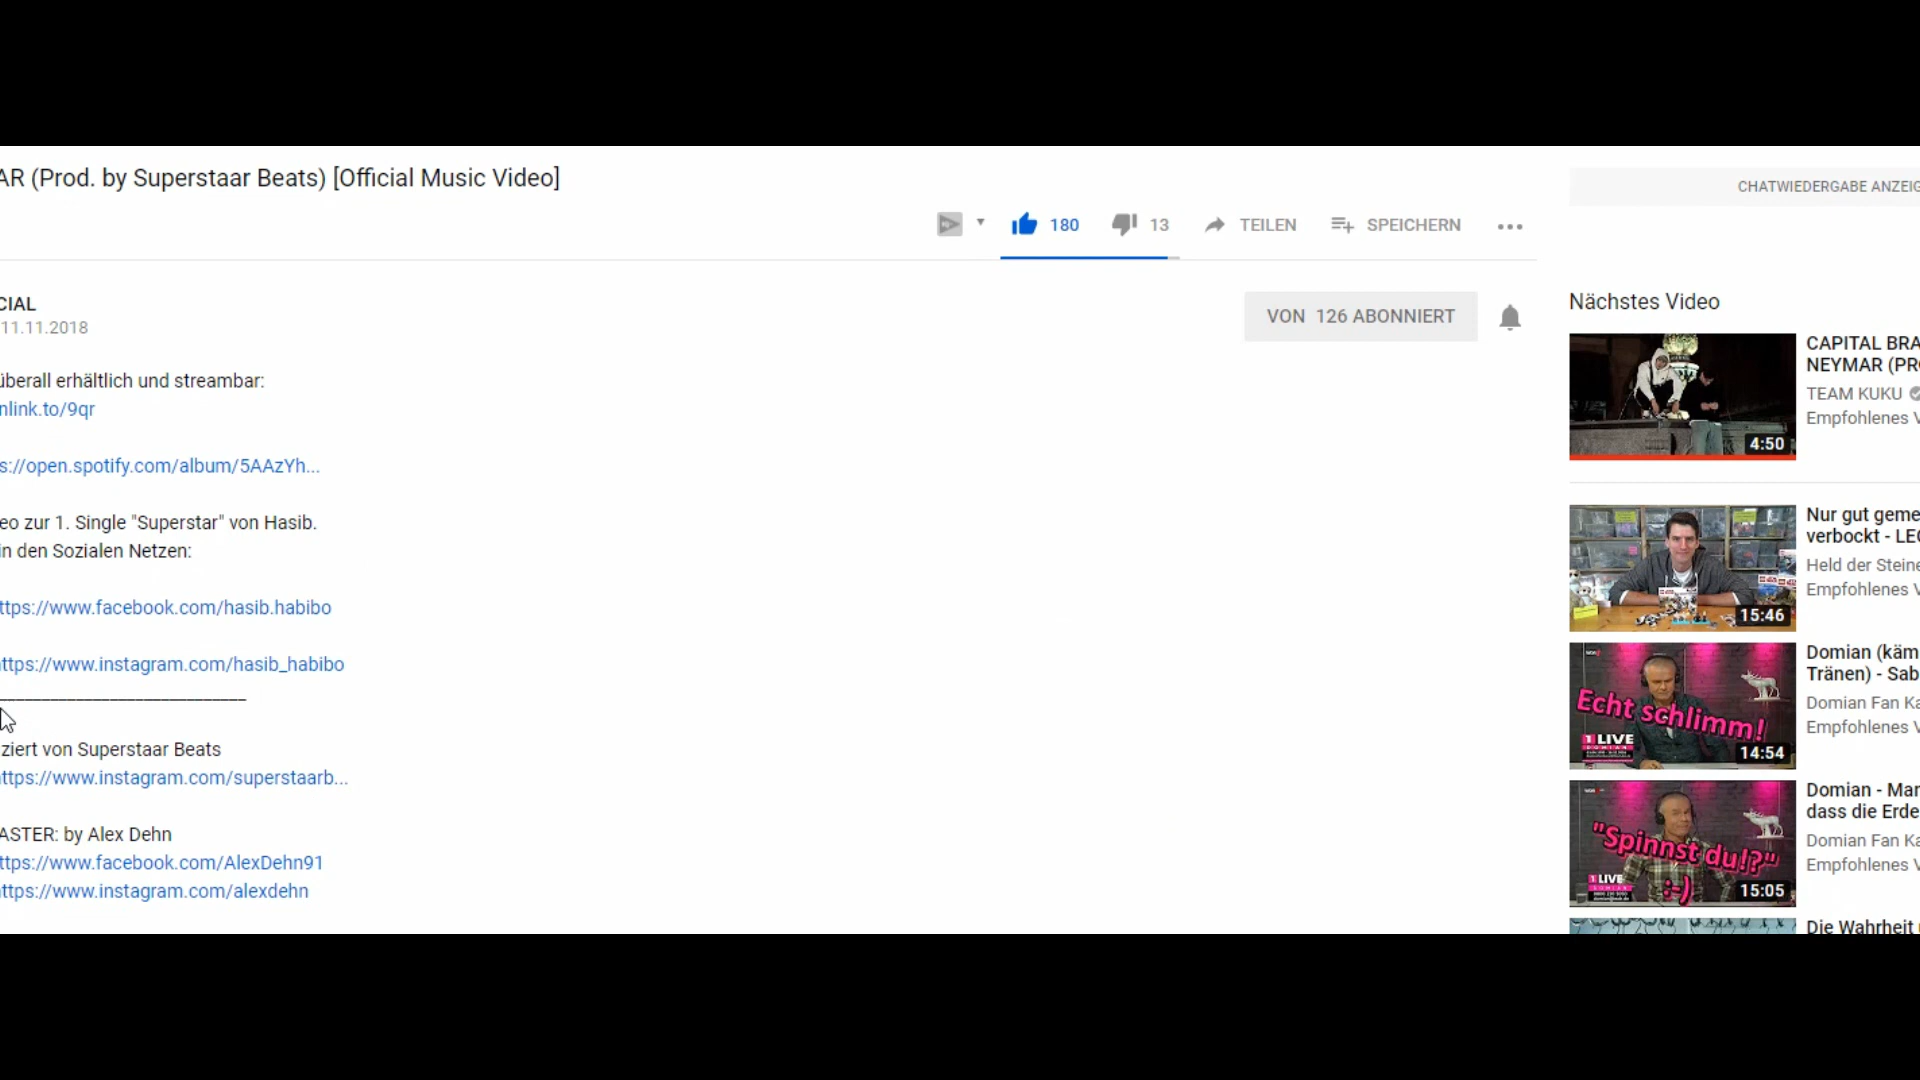 AR (Prod. by Superstaar Beats) [Official Music Video]
180
13
TEILEN
SPEICHERN
CIAL
11.11.2018
VON 126 ABONNIERT
überall erhältlich und streambar:
nlink.to/9qr
s://open.spotify.com/album/5AAzYh...
eo zur 1. Single "Superstar" von Hasib.
in den Sozialen Netzen:
ttps://www.facebook.com/hasib.habibo
ttps://www.instagram.com/hasib_habibo
ziert von Superstaar Beats
ttps://www.instagram.com/superstaarb...
ASTER: by Alex Dehn
ttps://www.facebook.com/AlexDehn91
ttps://www.instagram.com/alexdehn
CHATWIEDERGABE ANZEIG
Nächstes Video
4:50
CAPITAL BRA
NEYMAR (PR
TEAM KUKU
Empfohlenes V
15:46
Nur gut geme
verbockt - LE
Held der Steine
Empfohlenes V
Echt schlimm!
1 LIVE
DOMIAN
14:54
Domian (käm
Tränen) - Sab
Domian Fan Ka
Empfohlenes V
"Spinnst du!?"
:-)
1 LIVE
DOMIAN
15:05
Domian - Mar
dass die Erde
Domian Fan Ka
Empfohlenes V
Die Wahrheit